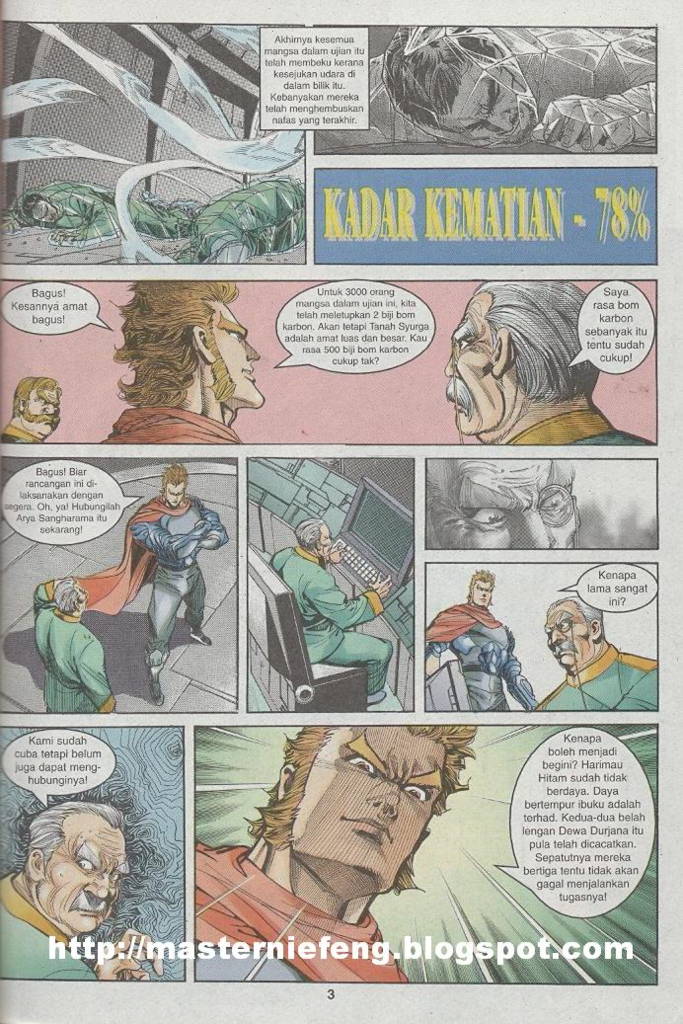 Akhirnya kesemua
mangsa dalam ujian itu
telah membeku kerana
kesejukan udara di
dalam bilik itu.
Kebanyakan mereka
telah menghembuskan
nafas yang terakhir.
KADAR KEMATIAN - 78%
Bagus!
Kesannya amat
bagus!
Untuk 3000 orang
mangsa dalam ujian ini, kita
telah meletupkan 2 biji bom
karbon. Akan tetapi Tanah Syurga
adalah amat luas dan besar. Kau
rasa 500 biji bom karbon
cukup tak?
Saya
rasa bom
karbon
sebanyak itu
tentu sudah
cukup!
Bagus! Biar
rancangan ini di-
laksanakan dengan
segera. Oh, ya! Hubungilah
Arya Sangharama itu
sekarang!
Kenapa
lama sangat
ini?
Kami sudah
cuba tetapi belum
juga dapat meng-
hubunginya!
Kenapa
boleh menjadi
begini? Harimau
Hitam sudah tidak
berdaya. Daya
bertempur ibuku adalah
terhad. Kedua-dua belah
lengan Dewa Durjana itu
pula telah dicacatkan.
Sepatutnya mereka
bertiga tentu tidak akan
gagal menjalankan
tugasnya!
http://masterniefeng.blogspot.com
3